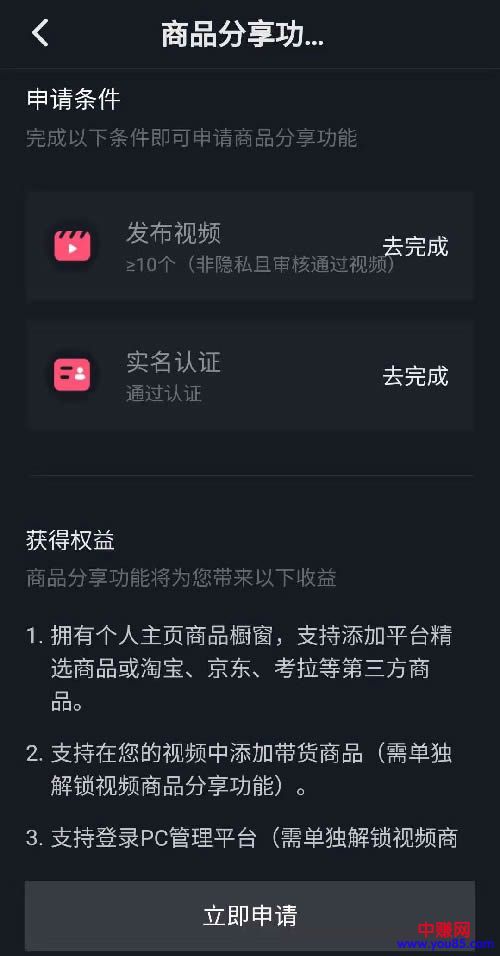 商品分享功...
申请条件
完成以下条件即可申请商品分享功能
发布视频
≥10个（非隐私且审核通过视频）
去完成
实名认证
通过认证
去完成
获得权益
商品分享功能将为您带来以下收益
1. 拥有个人主页商品橱窗，支持添加平台精
选商品或淘宝、京东、考拉等第三方商
品。
2. 支持在您的视频中添加带货商品（需单独
解锁视频商品分享功能）。
3. 支持登录PC管理平台（需单独解锁视频商
立即申请
中赚网
www.you85.com